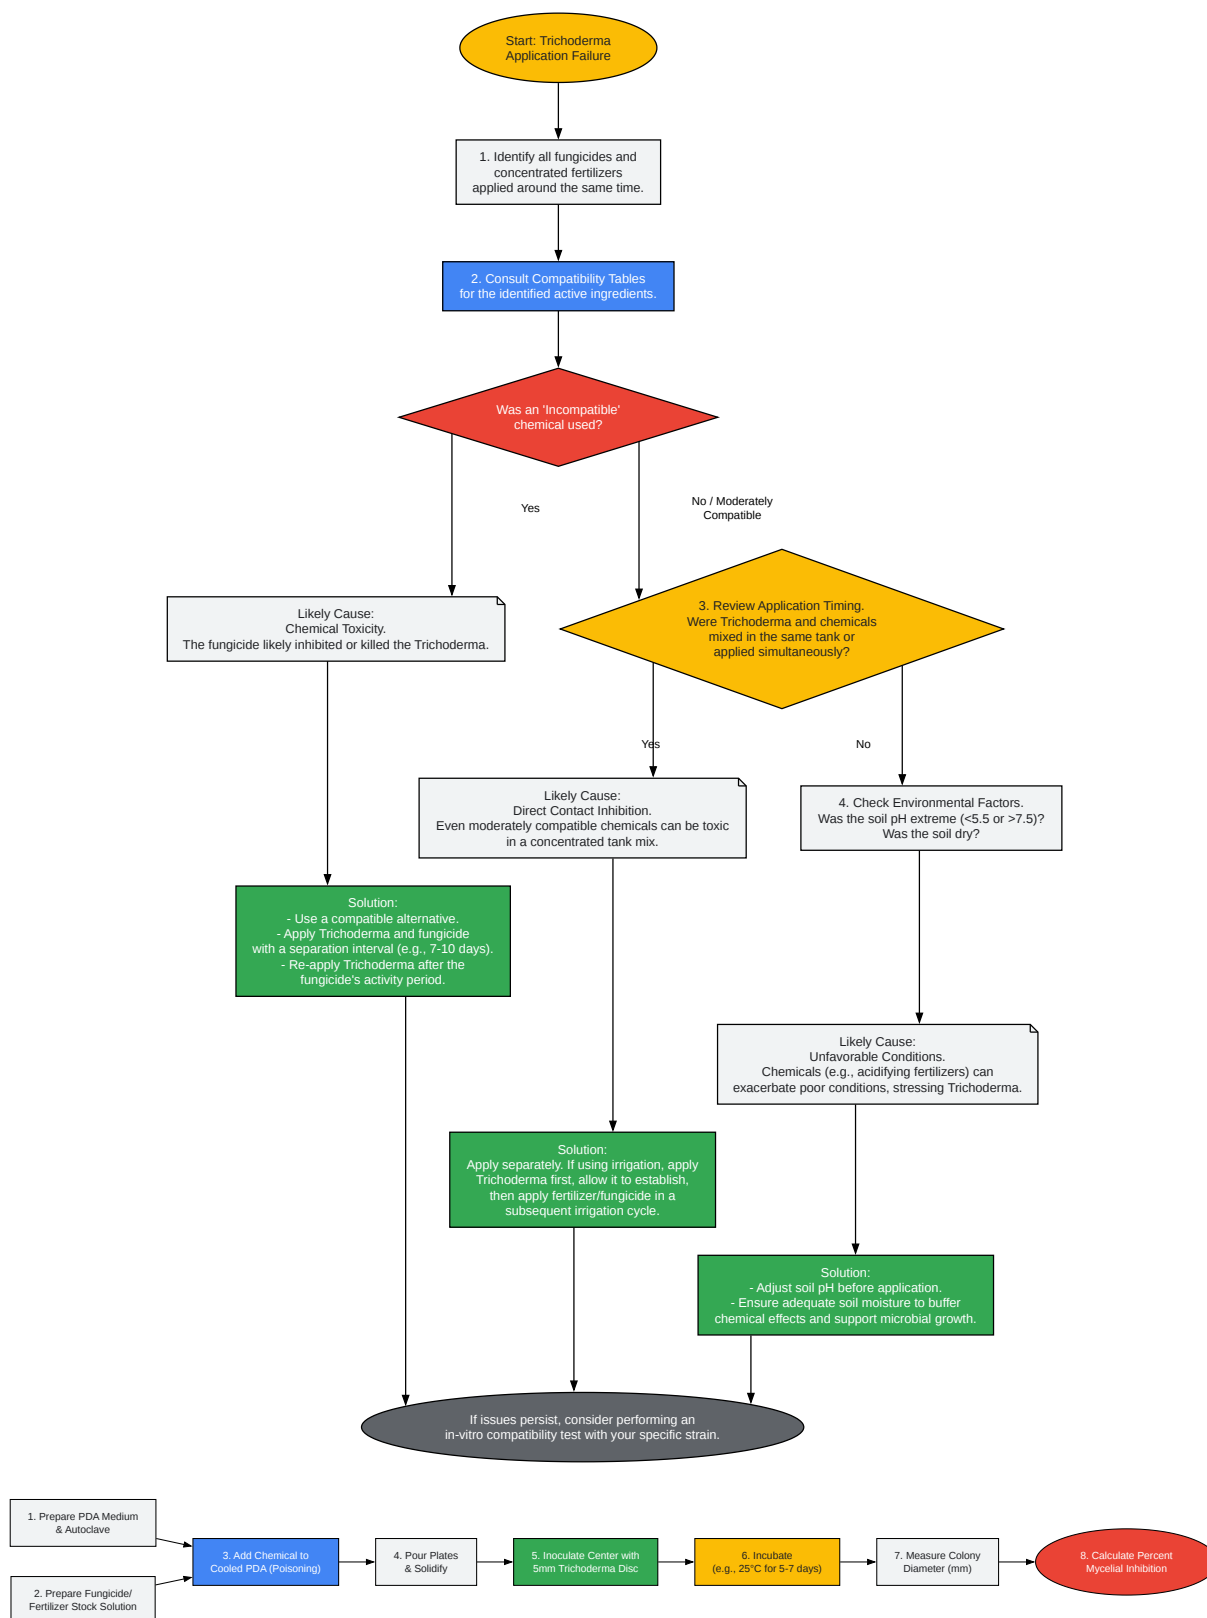 Start: Trichoderma
Application Failure
1. Identify all fungicides and
concentrated fertilizers
applied around the same time.
2. Consult Compatibility Tables
for the identified active ingredients.
Was an 'Incompatible'
chemical used?
Yes
No / Moderately
Compatible
Likely Cause:
Chemical Toxicity.
The fungicide likely inhibited or killed the Trichoderma.
3. Review Application Timing.
Were Trichoderma and chemicals
mixed in the same tank or
applied simultaneously?
Yes
No
Likely Cause:
Direct Contact Inhibition.
Even moderately compatible chemicals can be toxic
in a concentrated tank mix.
4. Check Environmental Factors.
Was the soil pH extreme (<5.5 or >7.5)?
Was the soil dry?
Solution:
- Use a compatible alternative.
- Apply Trichoderma and fungicide
with a separation interval (e.g., 7-10 days).
- Re-apply Trichoderma after the
fungicide's activity period.
Likely Cause:
Unfavorable Conditions.
Chemicals (e.g., acidifying fertilizers) can
exacerbate poor conditions, stressing Trichoderma.
Solution:
Apply separately. If using irrigation, apply
Trichoderma first, allow it to establish,
then apply fertilizer/fungicide in a
subsequent irrigation cycle.
Solution:
- Adjust soil pH before application.
- Ensure adequate soil moisture to buffer
chemical effects and support microbial growth.
If issues persist, consider performing an
in-vitro compatibility test with your specific strain.
1. Prepare PDA Medium
& Autoclave
2. Prepare Fungicide/
Fertilizer Stock Solution
3. Add Chemical to
Cooled PDA (Poisoning)
4. Pour Plates
& Solidify
5. Inoculate Center with
5mm Trichoderma Disc
6. Incubate
(e.g., 25°C for 5-7 days)
7. Measure Colony
Diameter (mm)
8. Calculate Percent
Mycelial Inhibition